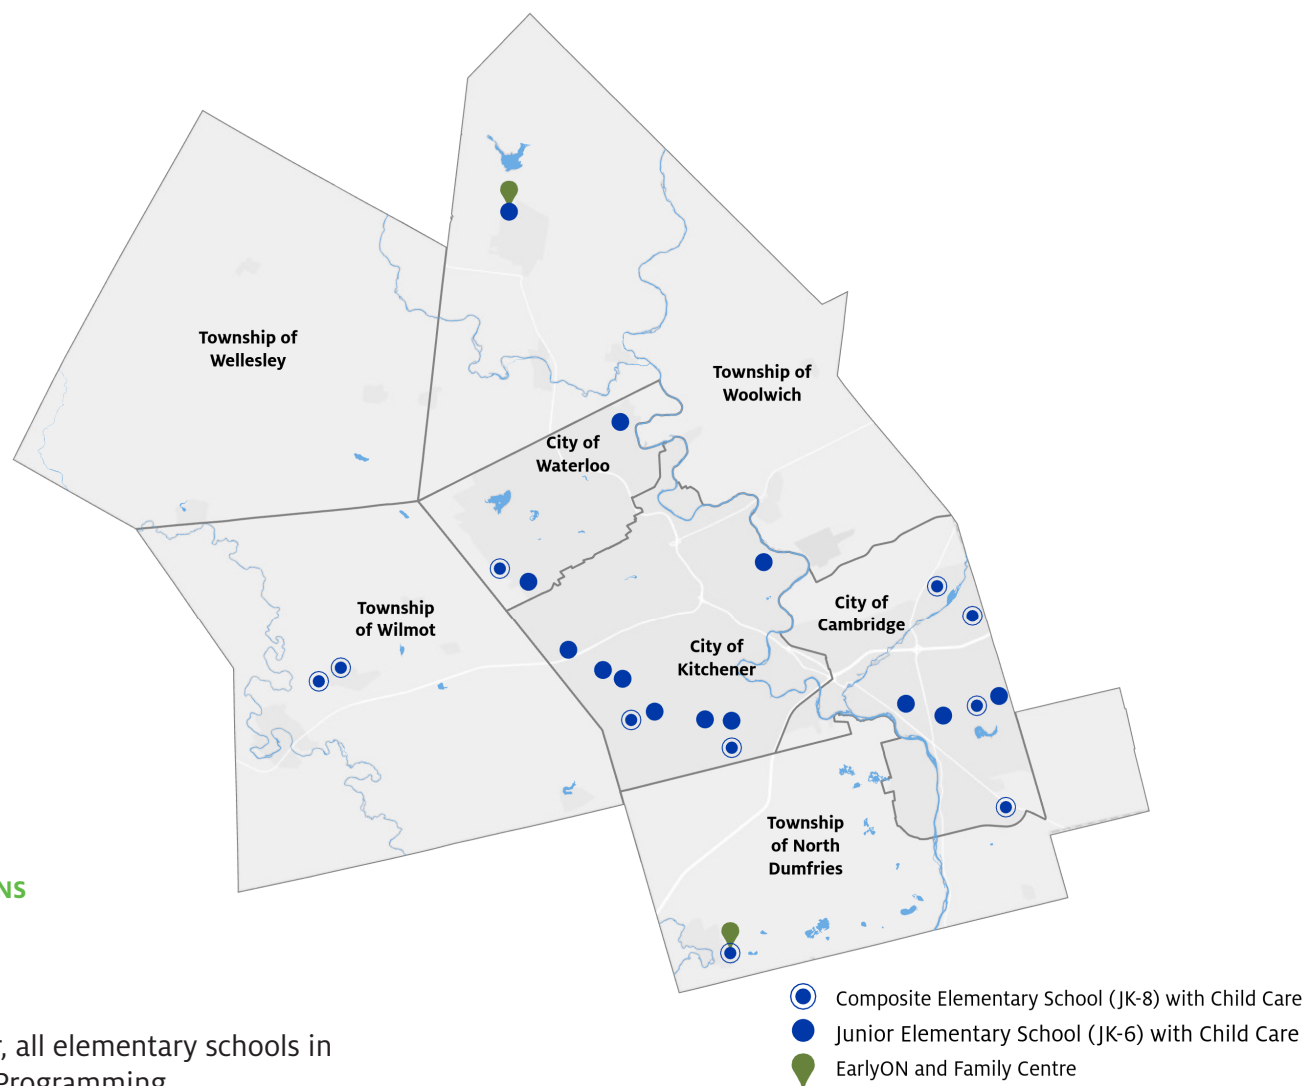 Township of
Wellesley
Township of
Woolwich
City of
Waterloo
Township
of Wilmot
City of
Cambridge
City of
Kitchener
Township
of North
Dumfries
NS
Composite Elementary School (JK-8) with Child Care
Junior Elementary School (JK-6) with Child Care
EarlyON and Family Centre
, all elementary schools in
Programming